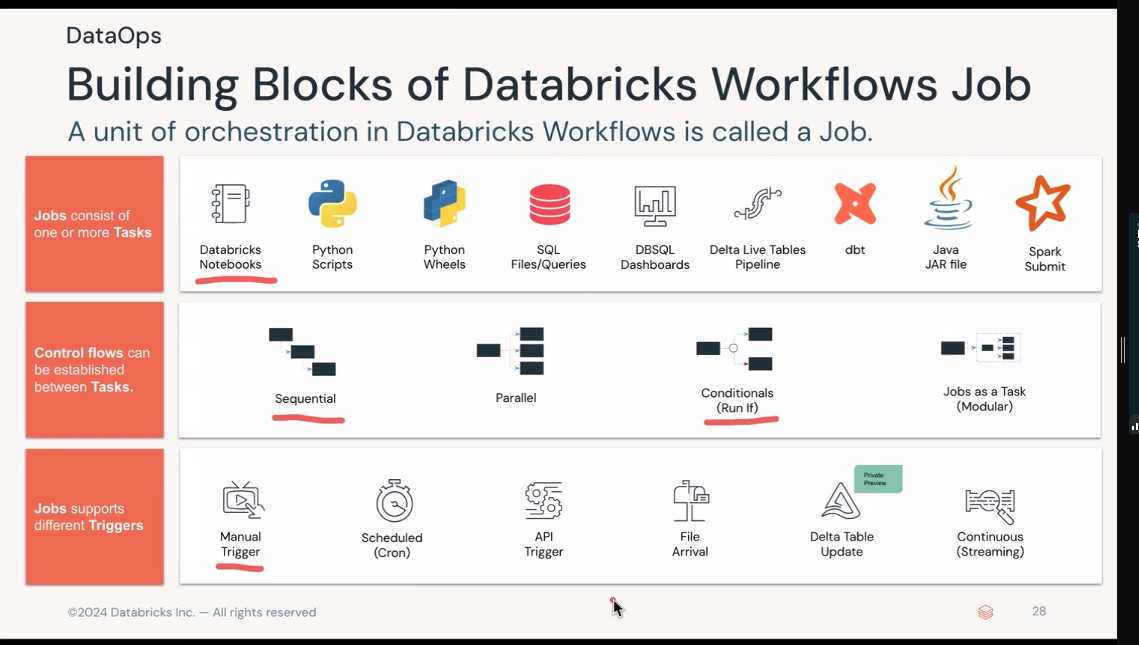 DataOps
Building Blocks of Databricks Workflows Job
A unit of orchestration in Databricks Workflows is called a Job.
Jobs consist of
one or more Tasks
Databricks
Notebooks
Python
Scripts
Python
Wheels
SQL
Files/Queries
DBSQL
Dashboards
Delta Live Tables
Pipeline
dbt
Java
JAR file
Spark
Submit
Control flows can
be established
between Tasks.
Sequential
Parallel
Conditionals
(Run If)
Jobs as a Task
(Modular)
Jobs supports
different Triggers
Manual
Trigger
Scheduled
(Cron)
API
Trigger
File
Arrival
Private
Preview
Delta Table
Update
Continuous
(Streaming)
©2024 Databricks Inc. — All rights reserved
28